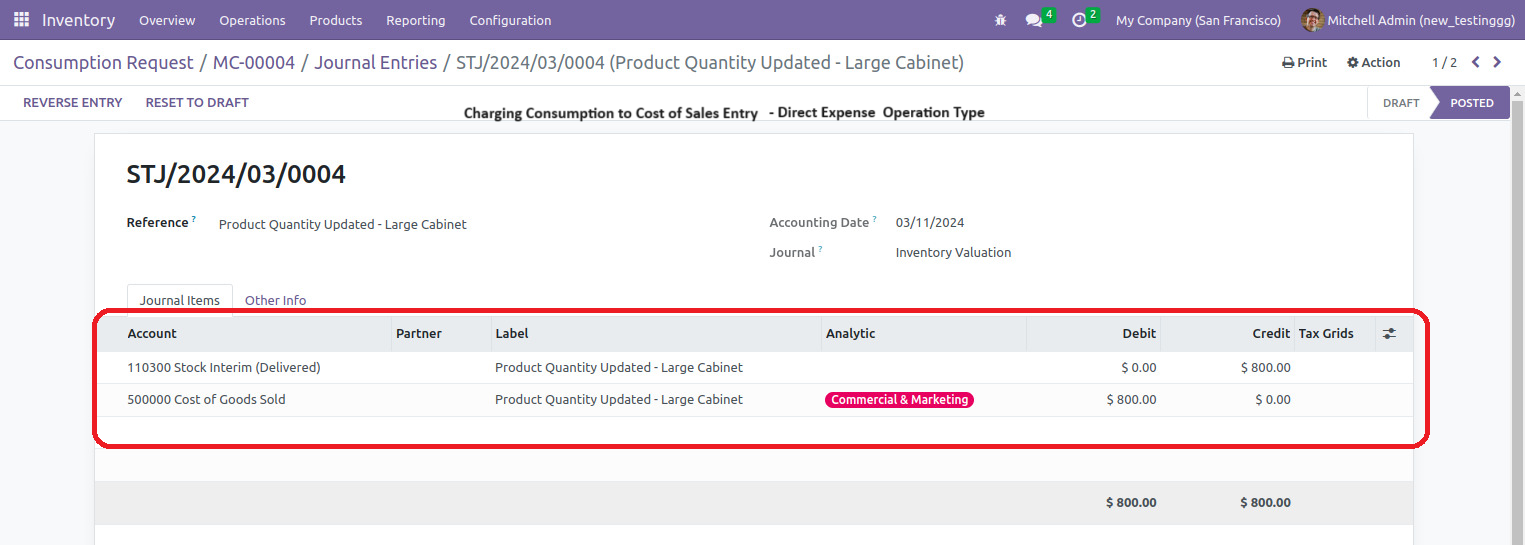 Inventory Overview Operations Products Reporting Configuration 4 2 My Company (San Francisco) Mitchell Admin (new_testinggg)
Consumption Request / MC-00004 / Journal Entries / STJ/2024/03/0004 (Product Quantity Updated - Large Cabinet) Print Action 1 / 2
REVERSE ENTRY RESET TO DRAFT DRAFT POSTED
Charging Consumption to Cost of Sales Entry - Direct Expense Operation Type
STJ/2024/03/0004
Reference ? Product Quantity Updated - Large Cabinet Accounting Date ? 03/11/2024
Journal ? Inventory Valuation
Journal Items Other Info
Account Partner Label Analytic Debit Credit Tax Grids
110300 Stock Interim (Delivered) Product Quantity Updated - Large Cabinet $ 0.00 $ 800.00
500000 Cost of Goods Sold Product Quantity Updated - Large Cabinet Commercial & Marketing $ 800.00 $ 0.00
$ 800.00 $ 800.00